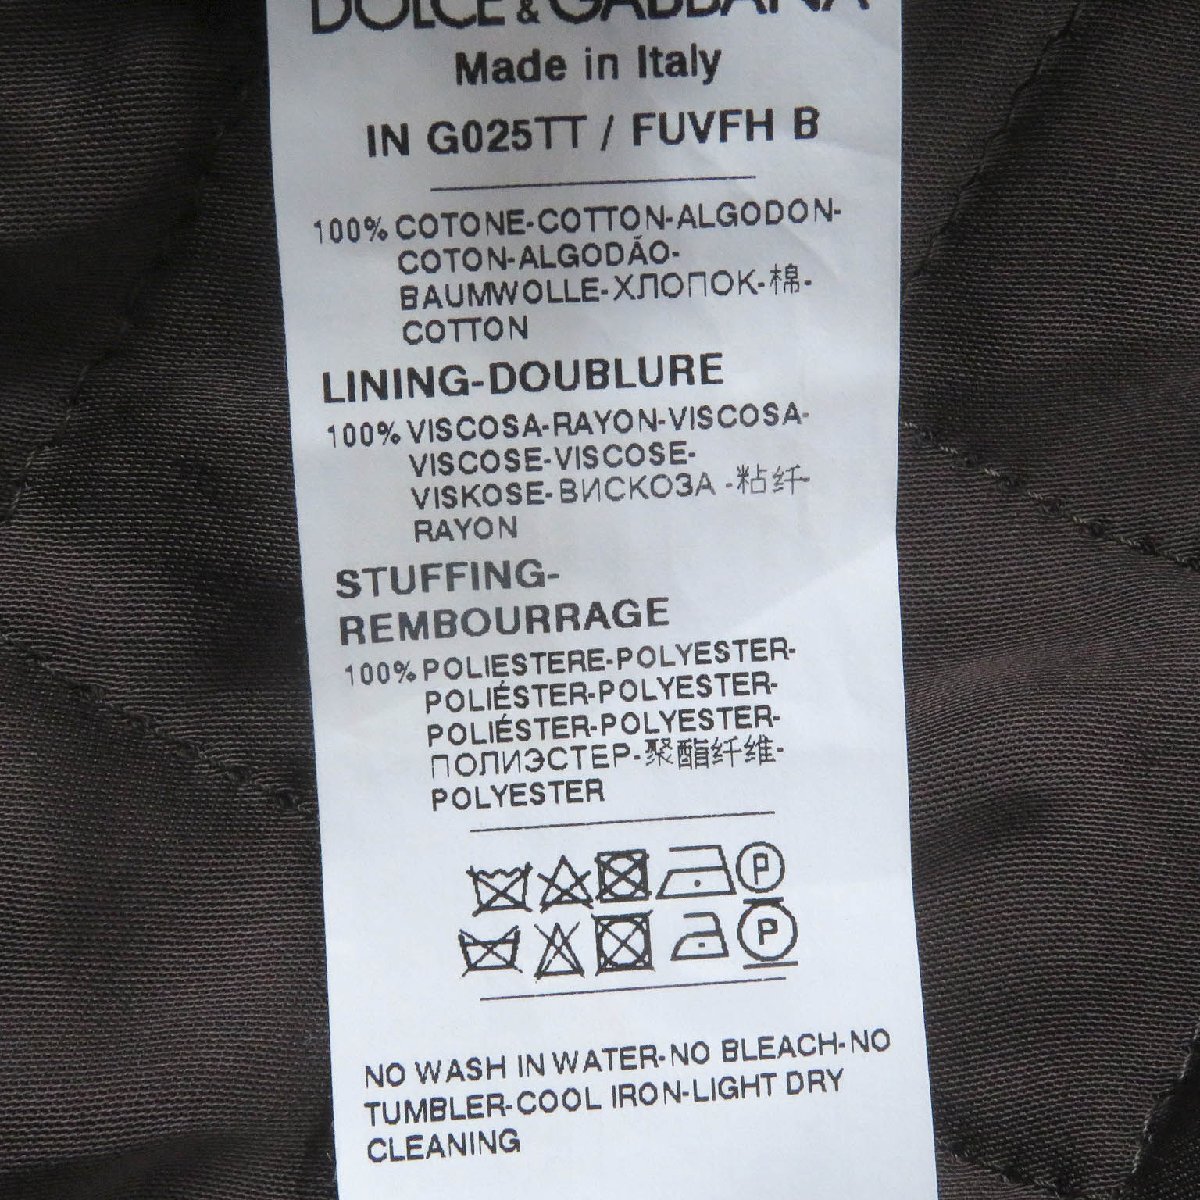 DOLCE & GABBANA
Made in Italy
IN G025TT / FUVFH B
100% COTONE-COTTON-ALGODON-
COTON-ALGODÃO-
BAUMWOLLE-ХЛОПОК-棉-
COTTON
LINING-DOUBLURE
100% VISCOSA-RAYON-VISCOSA-
VISCOSE-VISCOSE-
VISKOSE-ВИСКОЗА -粘纤-
RAYON
STUFFING-
REMBOURRAGE
100% POLIESTERE-POLYESTER-
POLIÉSTER-POLYESTER-
POLIÉSTER-POLYESTER-
ПОЛИЭСТЕР-聚酯纤维-
POLYESTER
P
P
NO WASH IN WATER-NO BLEACH-NO
TUMBLER-COOL IRON-LIGHT DRY
CLEANING